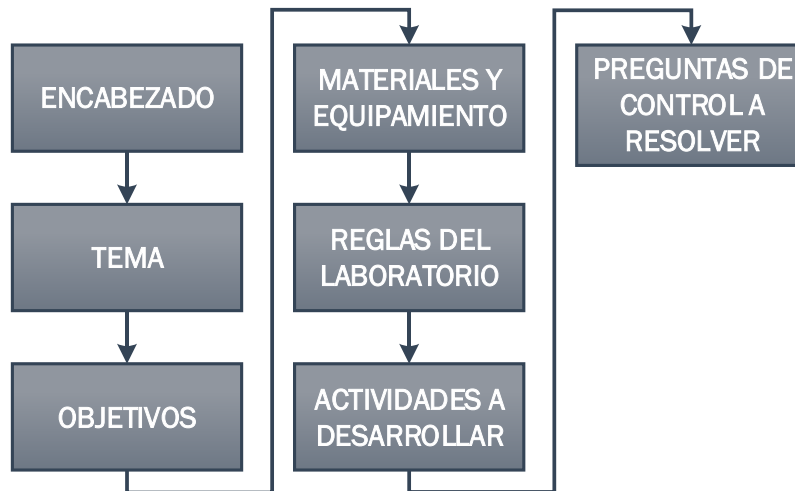 ENCABEZADO
TEMA
OBJETIVOS
MATERIALES Y
EQUIPAMIENTO
REGLAS DEL
LABORATORIO
ACTIVIDADES A
DESARROLLAR
PREGUNTAS DE
CONTROL A
RESOLVER